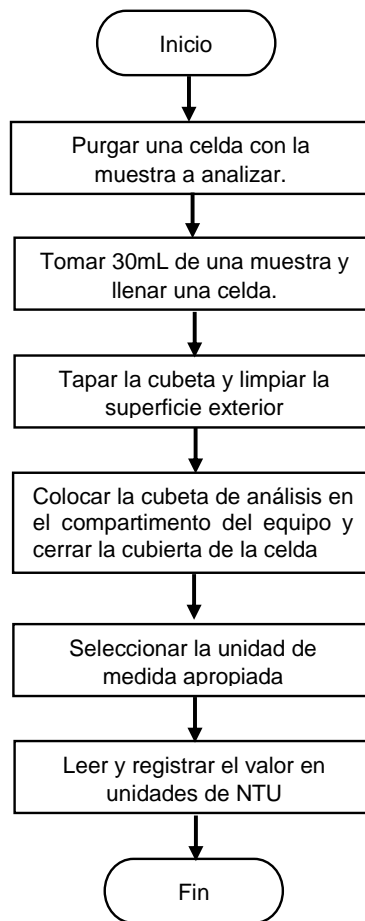 Inicio
Purgar una celda con la
muestra a analizar.
Tomar 30mL de una muestra y
llenar una celda.
Tapar la cubeta y limpiar la
superficie exterior
Colocar la cubeta de análisis en
el compartimento del equipo y
cerrar la cubierta de la celda
Seleccionar la unidad de
medida apropiada
Leer y registrar el valor en
unidades de NTU
Fin